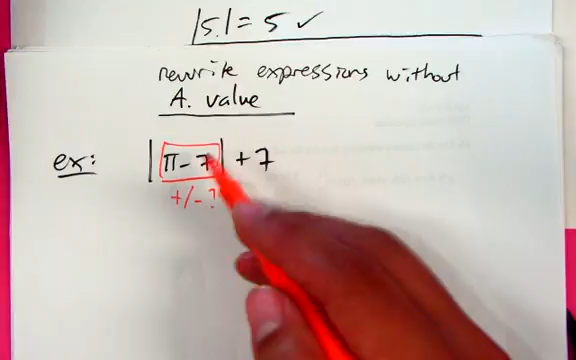 |5.| = 5 ✓
rewrite expressions without
A. value
ex: |π - 7| + 7
+/- ?